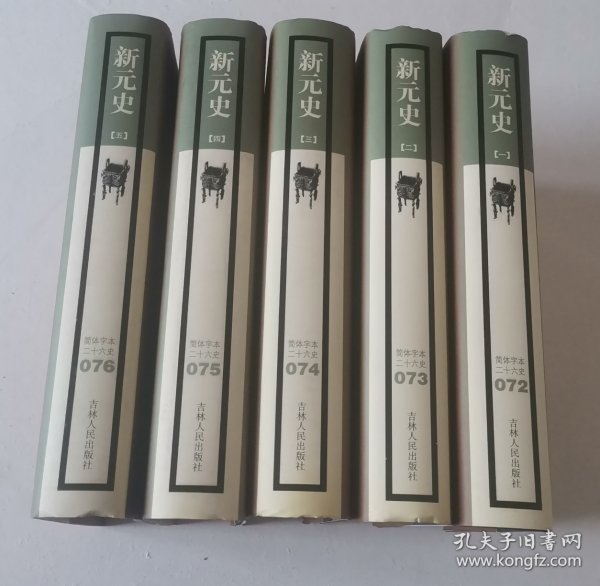 新元史
【五】
简体字本
二十六史
076
吉林人民出版社
新元史
【四】
简体字本
二十六史
075
吉林人民出版社
新元史
【三】
简体字本
二十六史
074
吉林人民出版社
新元史
【二】
简体字本
二十六史
073
吉林人民出版社
新元史
【一】
简体字本
二十六史
072
吉林人民出版社
孔夫子旧书网
www.kongfz.com